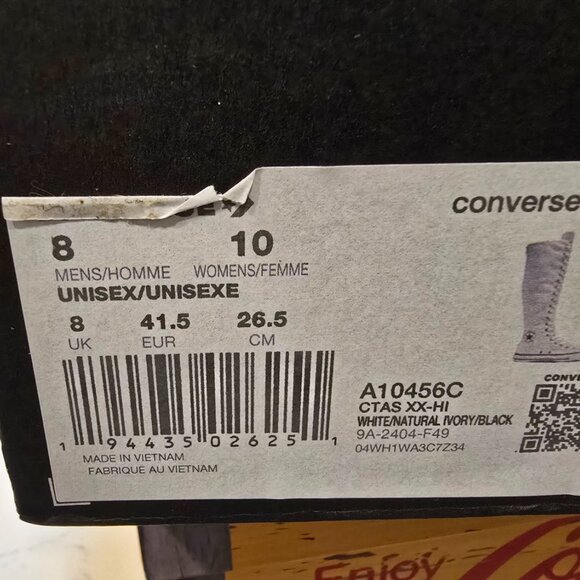 converse
8 10
MENS/HOMME WOMENS/FEMME
UNISEX/UNISEXE
8 41.5 26.5
UK EUR CM
1 94435 02625 1
MADE IN VIETNAM
FABRIQUÉ AU VIETNAM
A10456C
CTAS XX-HI
WHITE/NATURAL IVORY/BLACK
9A-2404-F49
04WH1WA3C7Z34
CONV
Enjoy